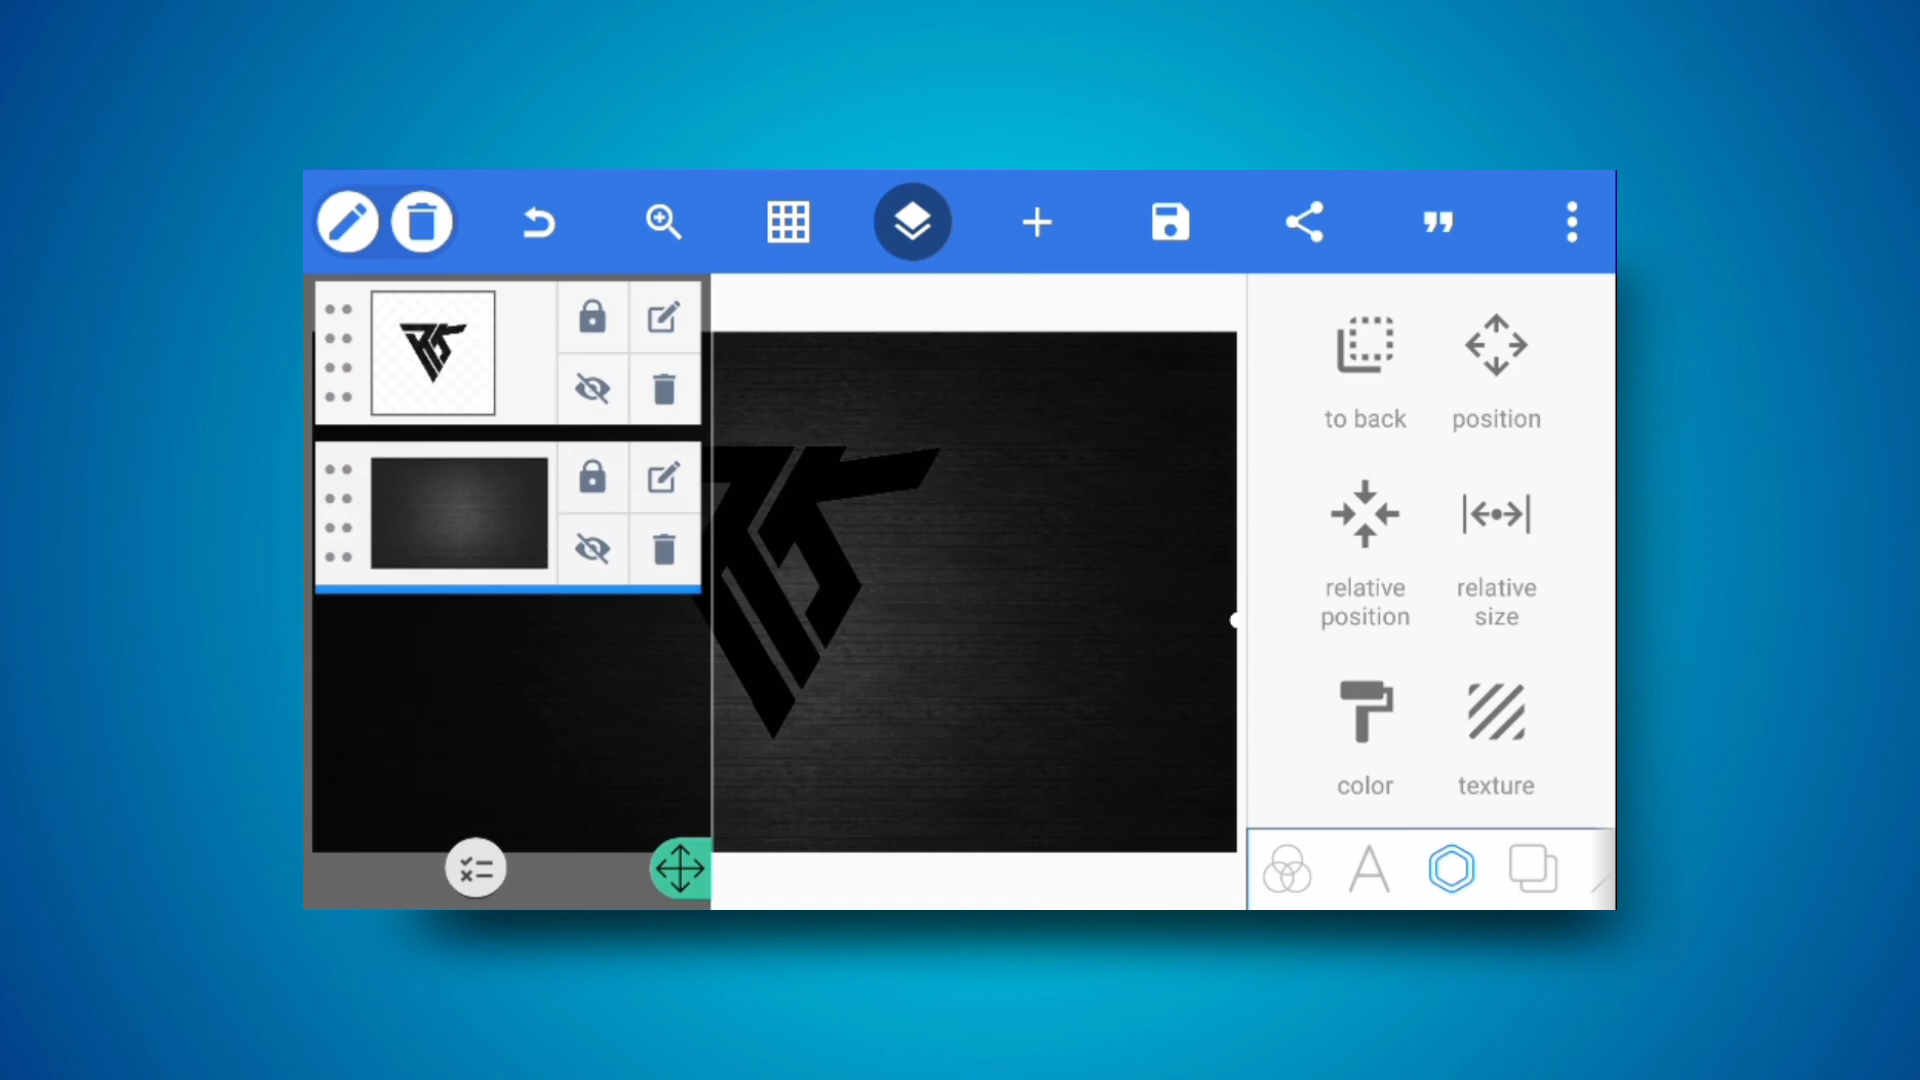 to back
position
relative
position
relative
size
color
texture